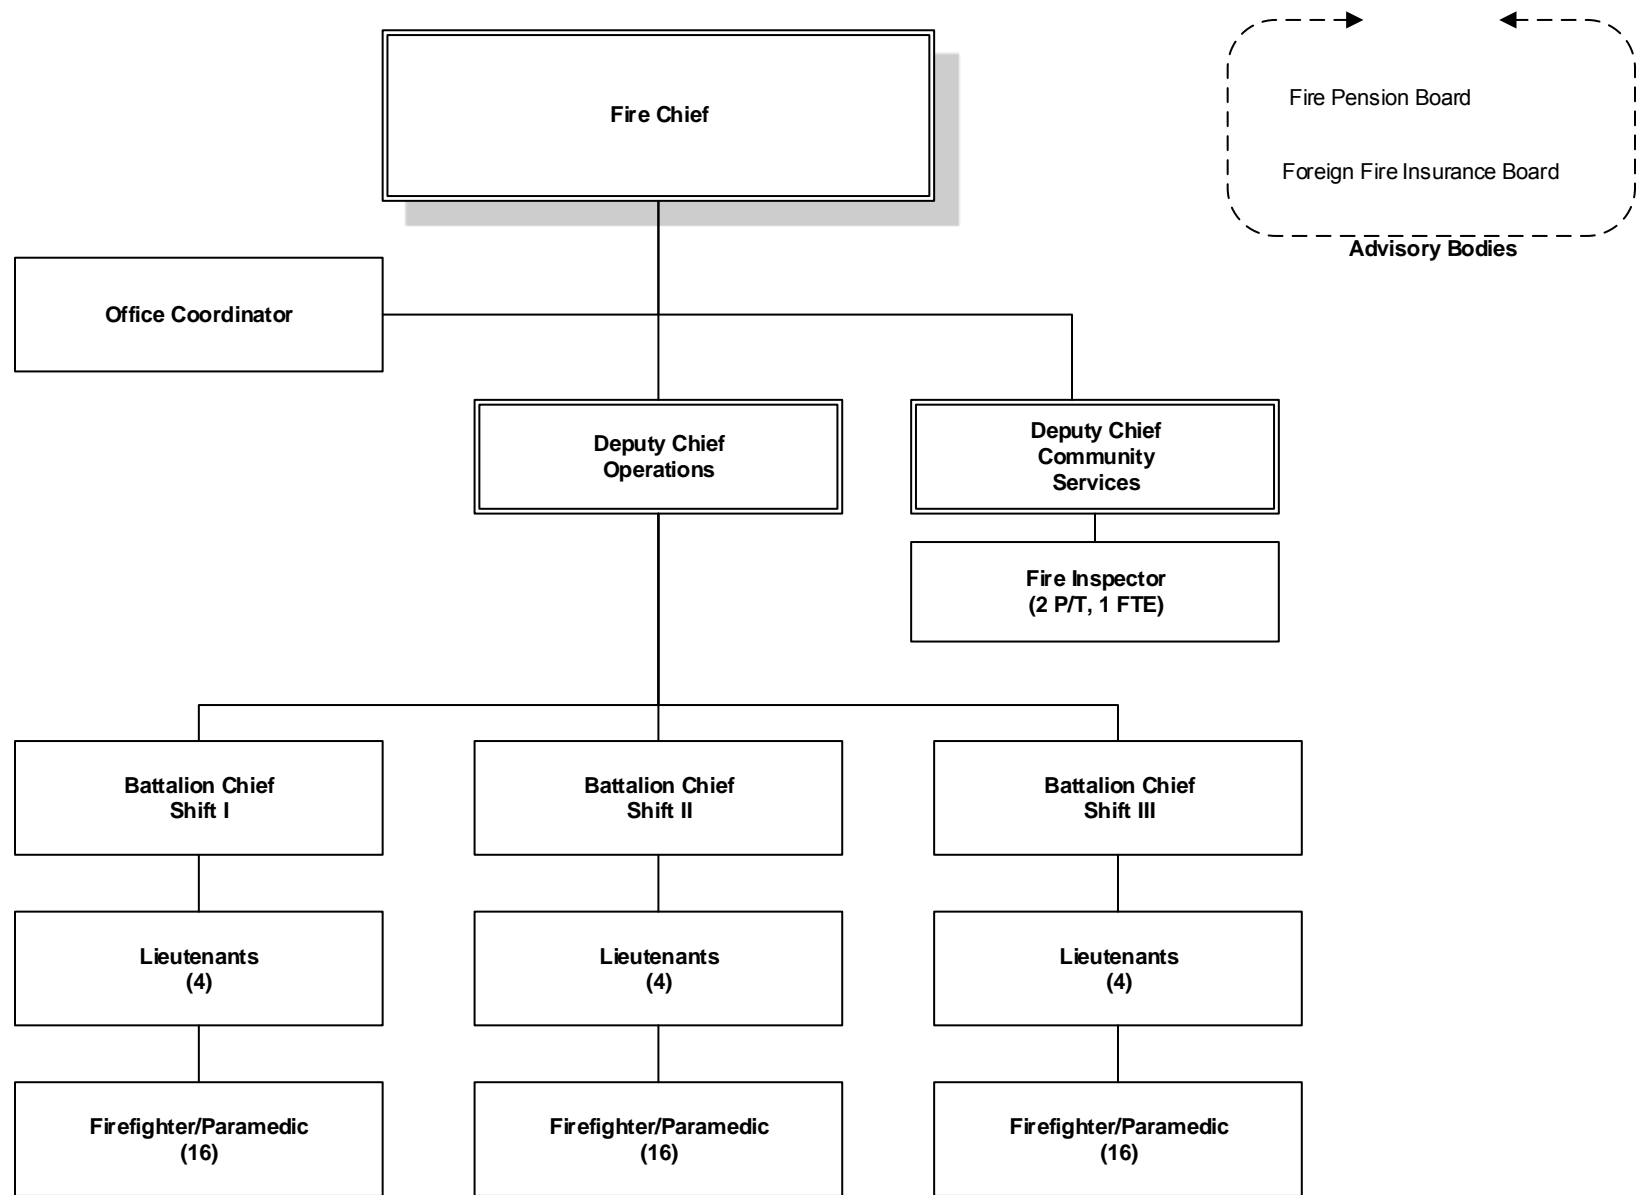 Fire Chief
Fire Pension Board
Foreign Fire Insurance Board
Advisory Bodies
Office Coordinator
Deputy Chief
Operations
Deputy Chief
Community
Services
Fire Inspector
(2 P/T, 1 FTE)
Battalion Chief
Shift I
Battalion Chief
Shift II
Battalion Chief
Shift III
Lieutenants
(4)
Lieutenants
(4)
Lieutenants
(4)
Firefighter/Paramedic
(16)
Firefighter/Paramedic
(16)
Firefighter/Paramedic
(16)